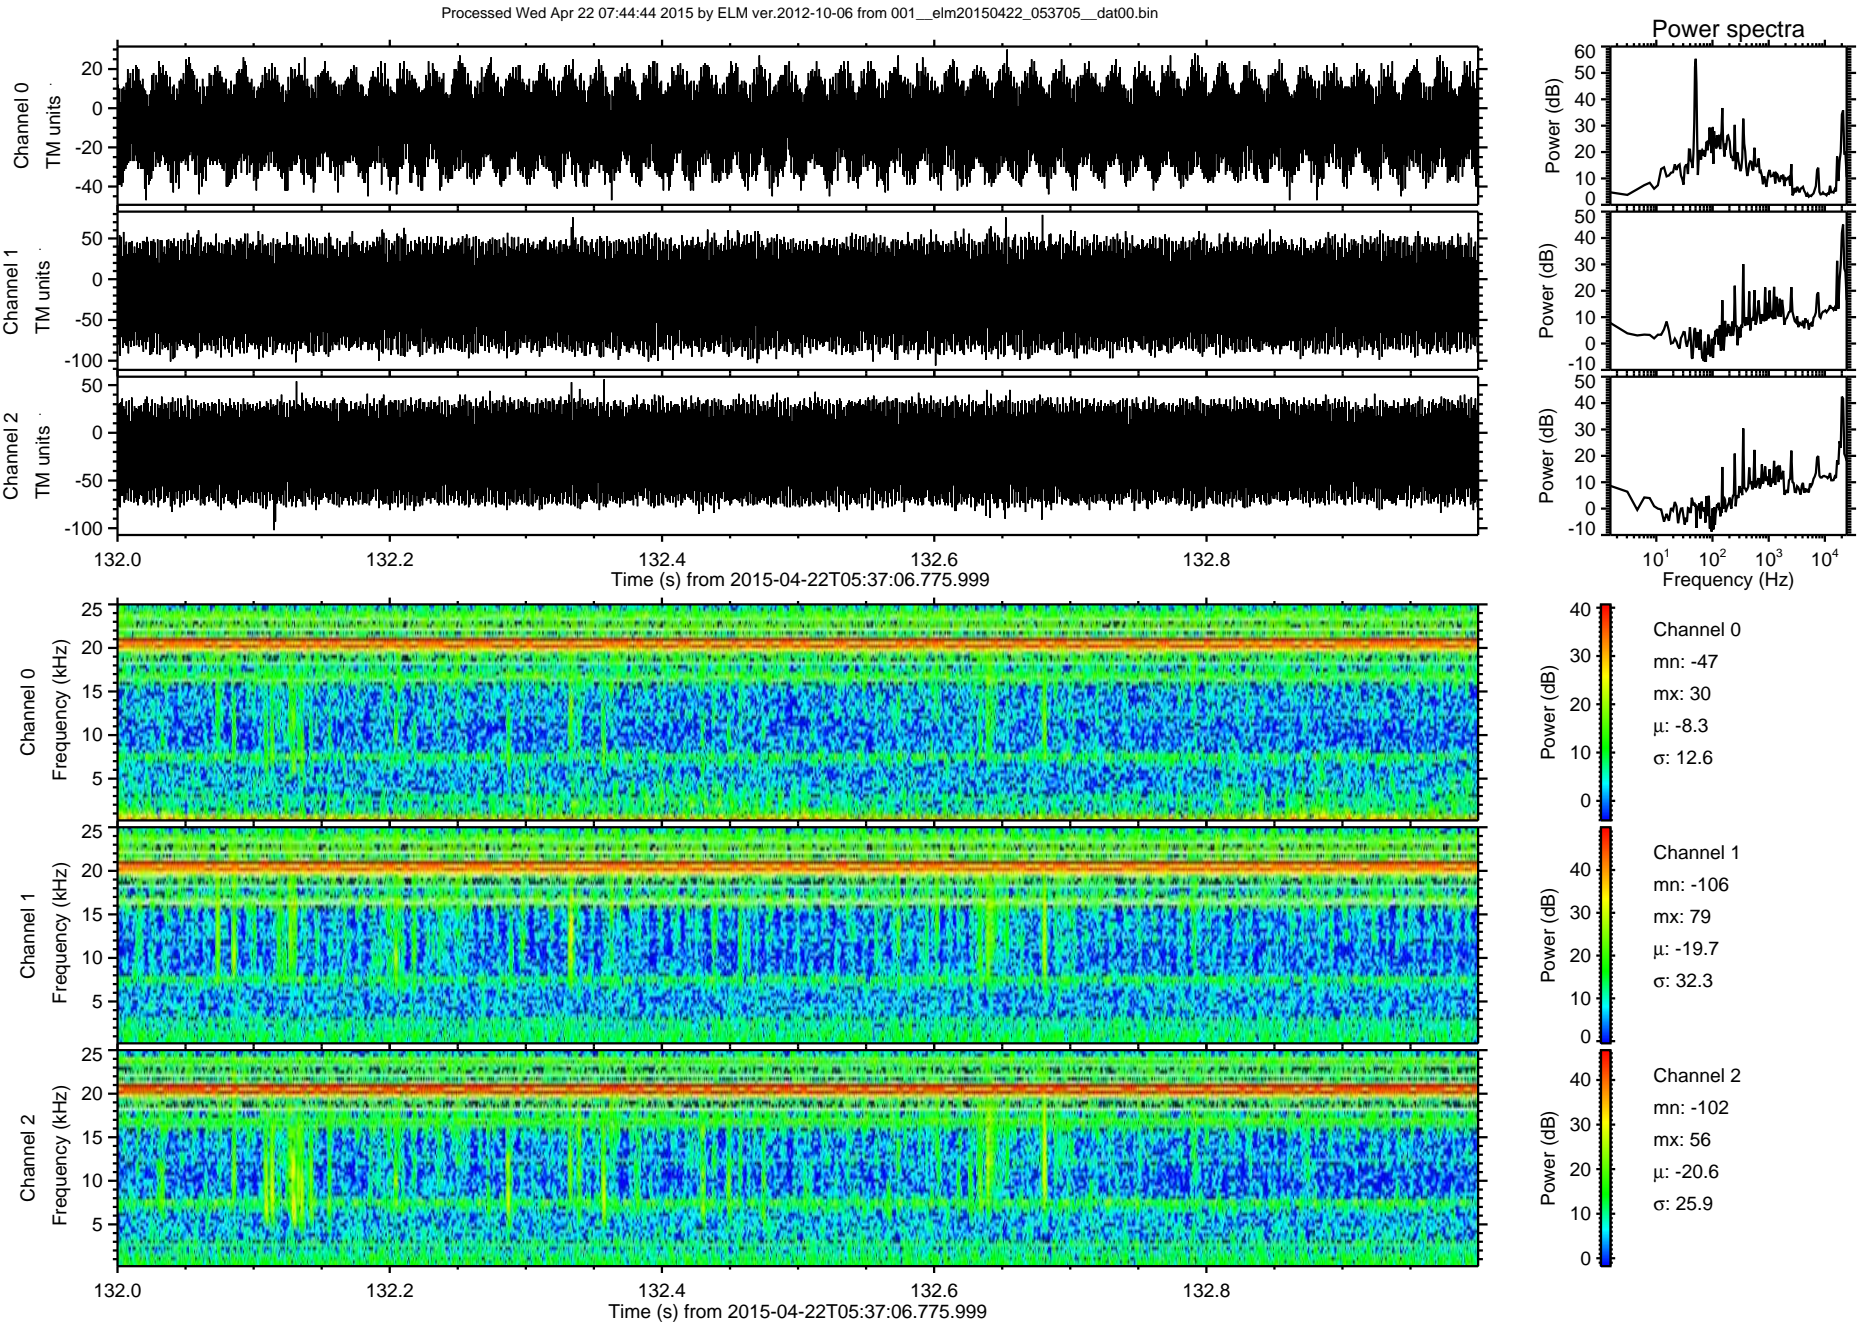 Processed Wed Apr 22 07:44:44 2015 by ELM ver.2012-10-06 from 001__elm20150422_053705__dat00.bin
Power spectra
Channel 0
TM units
20
0
-20
-40
Power (dB)
60
50
40
30
20
10
0
Channel 1
TM units
50
0
-50
-100
Power (dB)
50
40
30
20
10
0
-10
Channel 2
TM units
50
0
-50
-100
Power (dB)
50
40
30
20
10
0
-10
132.0 132.2 132.4 132.6 132.8
Time (s) from 2015-04-22T05:37:06.775.999
10^1 10^2 10^3 10^4
Frequency (Hz)
Channel 0
Frequency (kHz)
25
20
15
10
5
Power (dB)
40
30
20
10
0
Channel 0
mn: -47
mx: 30
μ: -8.3
σ: 12.6
Channel 1
Frequency (kHz)
25
20
15
10
5
Power (dB)
40
30
20
10
0
Channel 1
mn: -106
mx: 79
μ: -19.7
σ: 32.3
Channel 2
Frequency (kHz)
25
20
15
10
5
Power (dB)
40
30
20
10
0
Channel 2
mn: -102
mx: 56
μ: -20.6
σ: 25.9
132.0 132.2 132.4 132.6 132.8
Time (s) from 2015-04-22T05:37:06.775.999